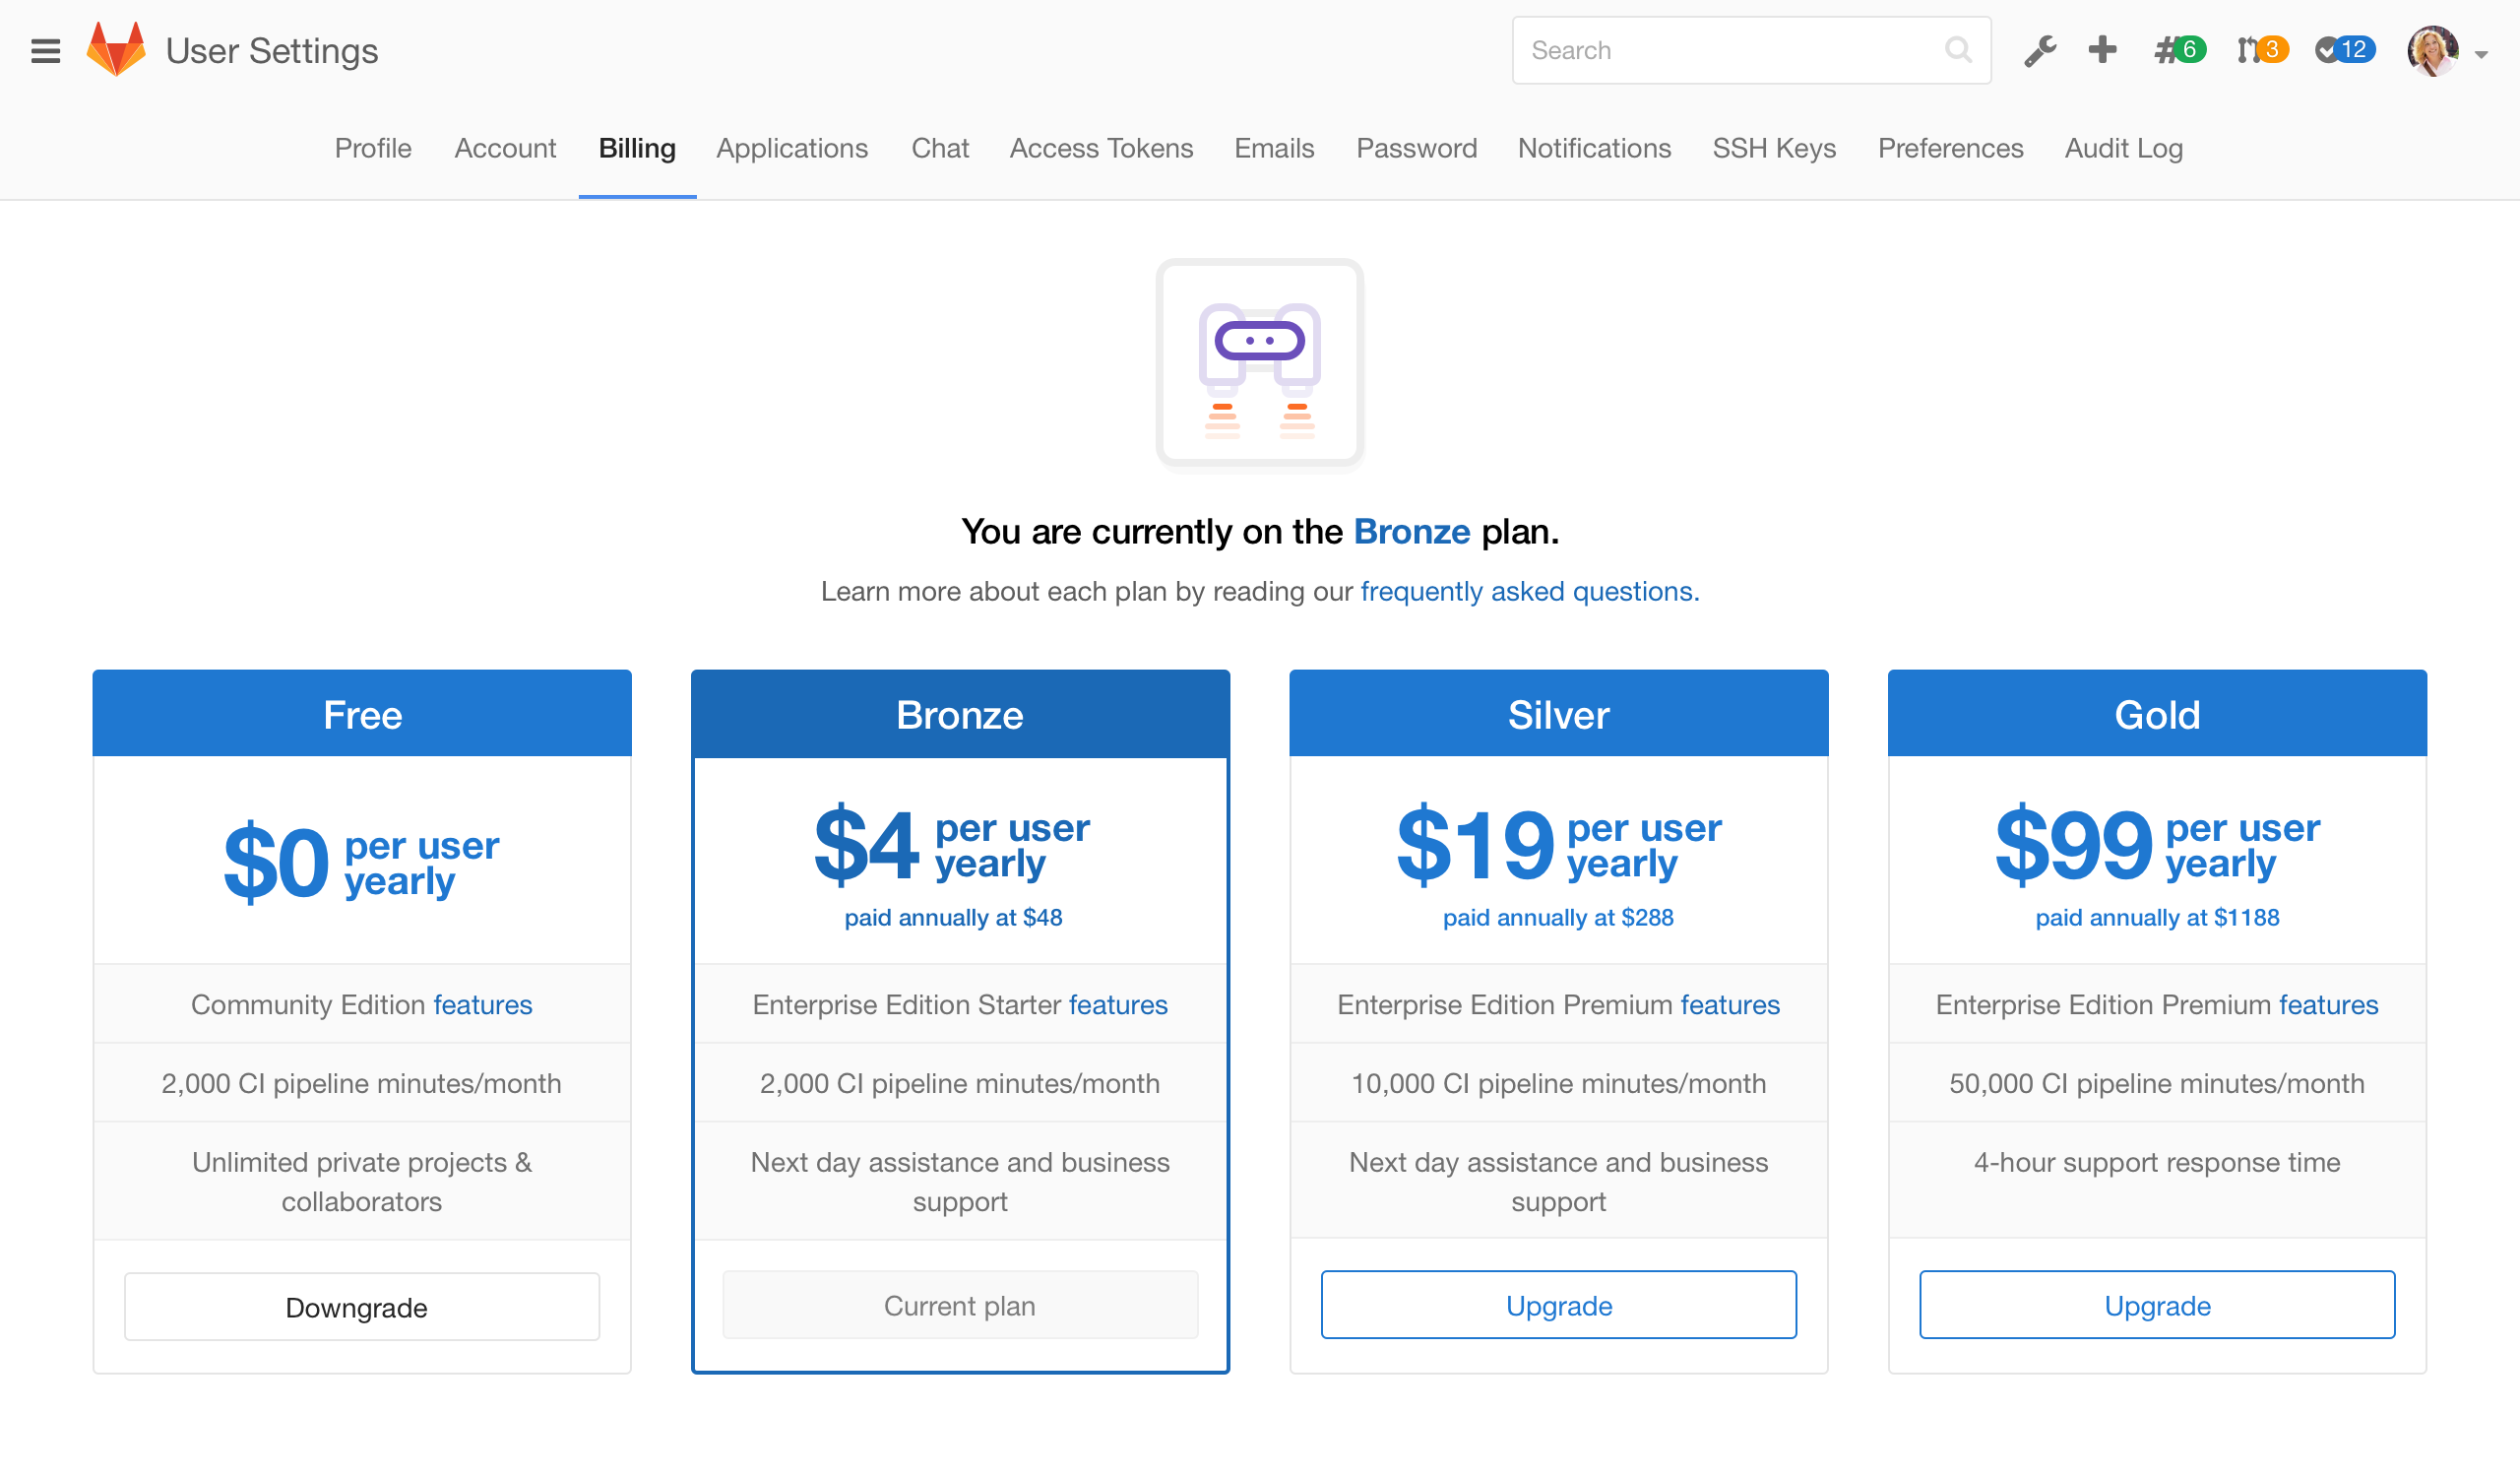 User Settings
Search
6
3
12
Profile Account Billing Applications Chat Access Tokens Emails Password Notifications SSH Keys Preferences Audit Log
You are currently on the Bronze plan.
Learn more about each plan by reading our frequently asked questions.
Free
$0 per user
yearly
Community Edition features
2,000 CI pipeline minutes/month
Unlimited private projects &
collaborators
Downgrade
Bronze
$4 per user
yearly
paid annually at $48
Enterprise Edition Starter features
2,000 CI pipeline minutes/month
Next day assistance and business
support
Current plan
Silver
$19 per user
yearly
paid annually at $288
Enterprise Edition Premium features
10,000 CI pipeline minutes/month
Next day assistance and business
support
Upgrade
Gold
$99 per user
yearly
paid annually at $1188
Enterprise Edition Premium features
50,000 CI pipeline minutes/month
4-hour support response time
Upgrade